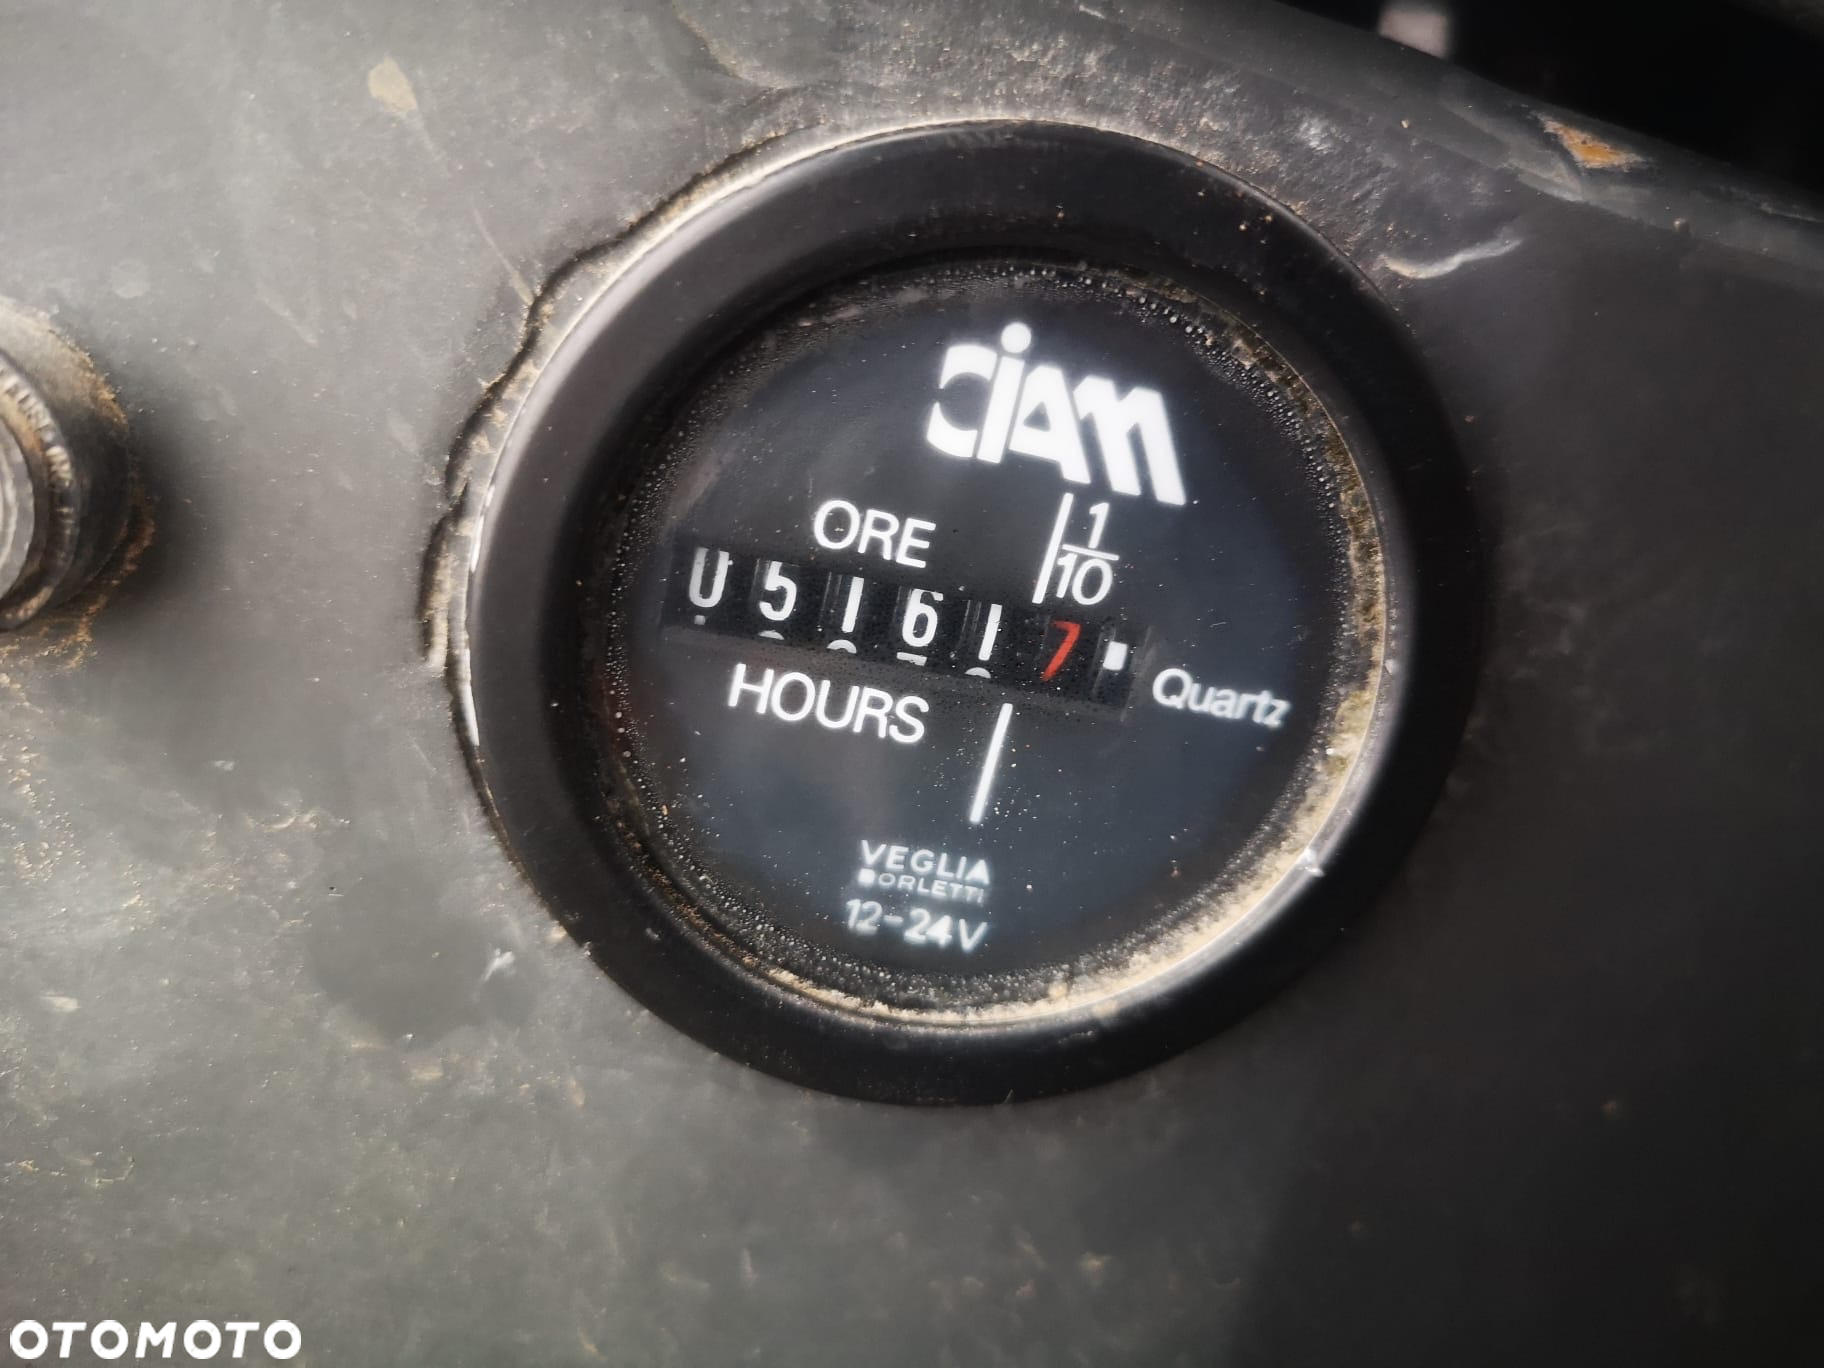 CIAM
ORE
1
10
051617
HOURS
Quartz
VEGLIA
BORLETTI
12-24V
OTOMOTO